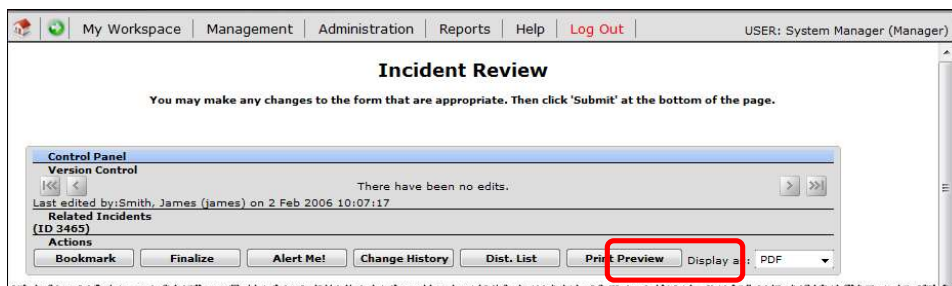 My Workspace Management Administration Reports Help Log Out USER: System Manager (Manager)
Incident Review
You may make any changes to the form that are appropriate. Then click 'Submit' at the bottom of the page.
Control Panel
Version Control
There have been no edits.
Last edited by:Smith, James (james) on 2 Feb 2006 10:07:17
Related Incidents
(ID 3465)
Actions
Bookmark Finalize Alert Me! Change History Dist. List Print Preview Display as: PDF